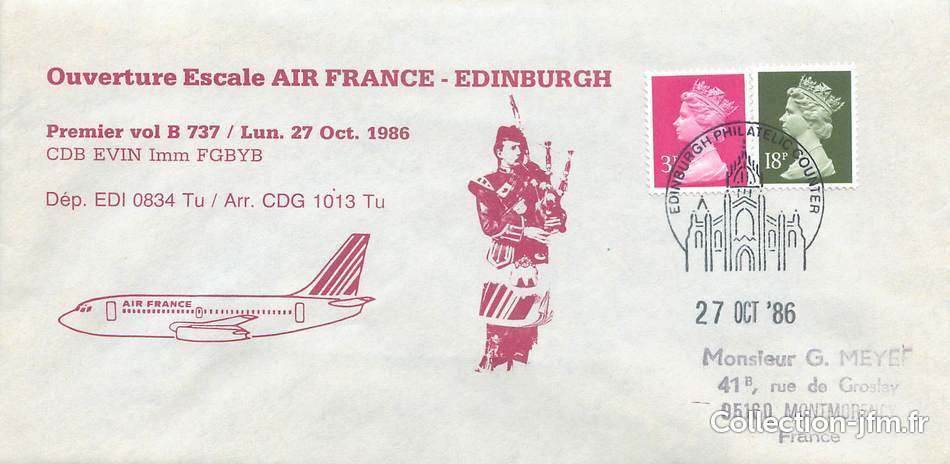 Ouverture Escale AIR FRANCE - EDINBURGH
Premier vol B 737 / Lun. 27 Oct. 1986
CDB EVIN Imm FGBYB
Dép. EDI 0834 Tu / Arr. CDG 1013 Tu
AIR FRANCE
3P
18P
EDINBURGH PHILATELIC COUNTER
27 OCT '86
Monsieur G. MEYER
41B, rue de Groslay
95160 MONTMORENCY
France
Collection-jfm.fr